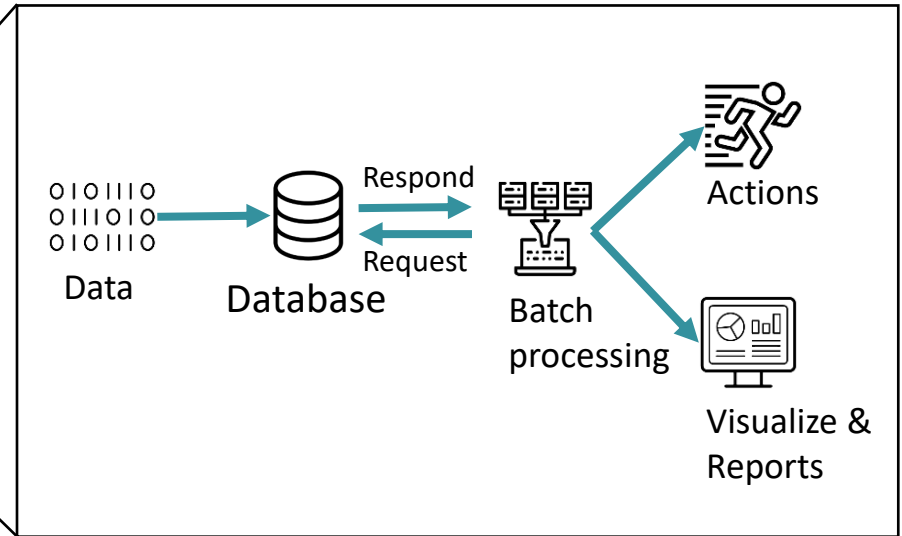 0101110
0111010
0101110
Data
Database
Respond
Request
Batch
processing
Actions
Visualize &
Reports